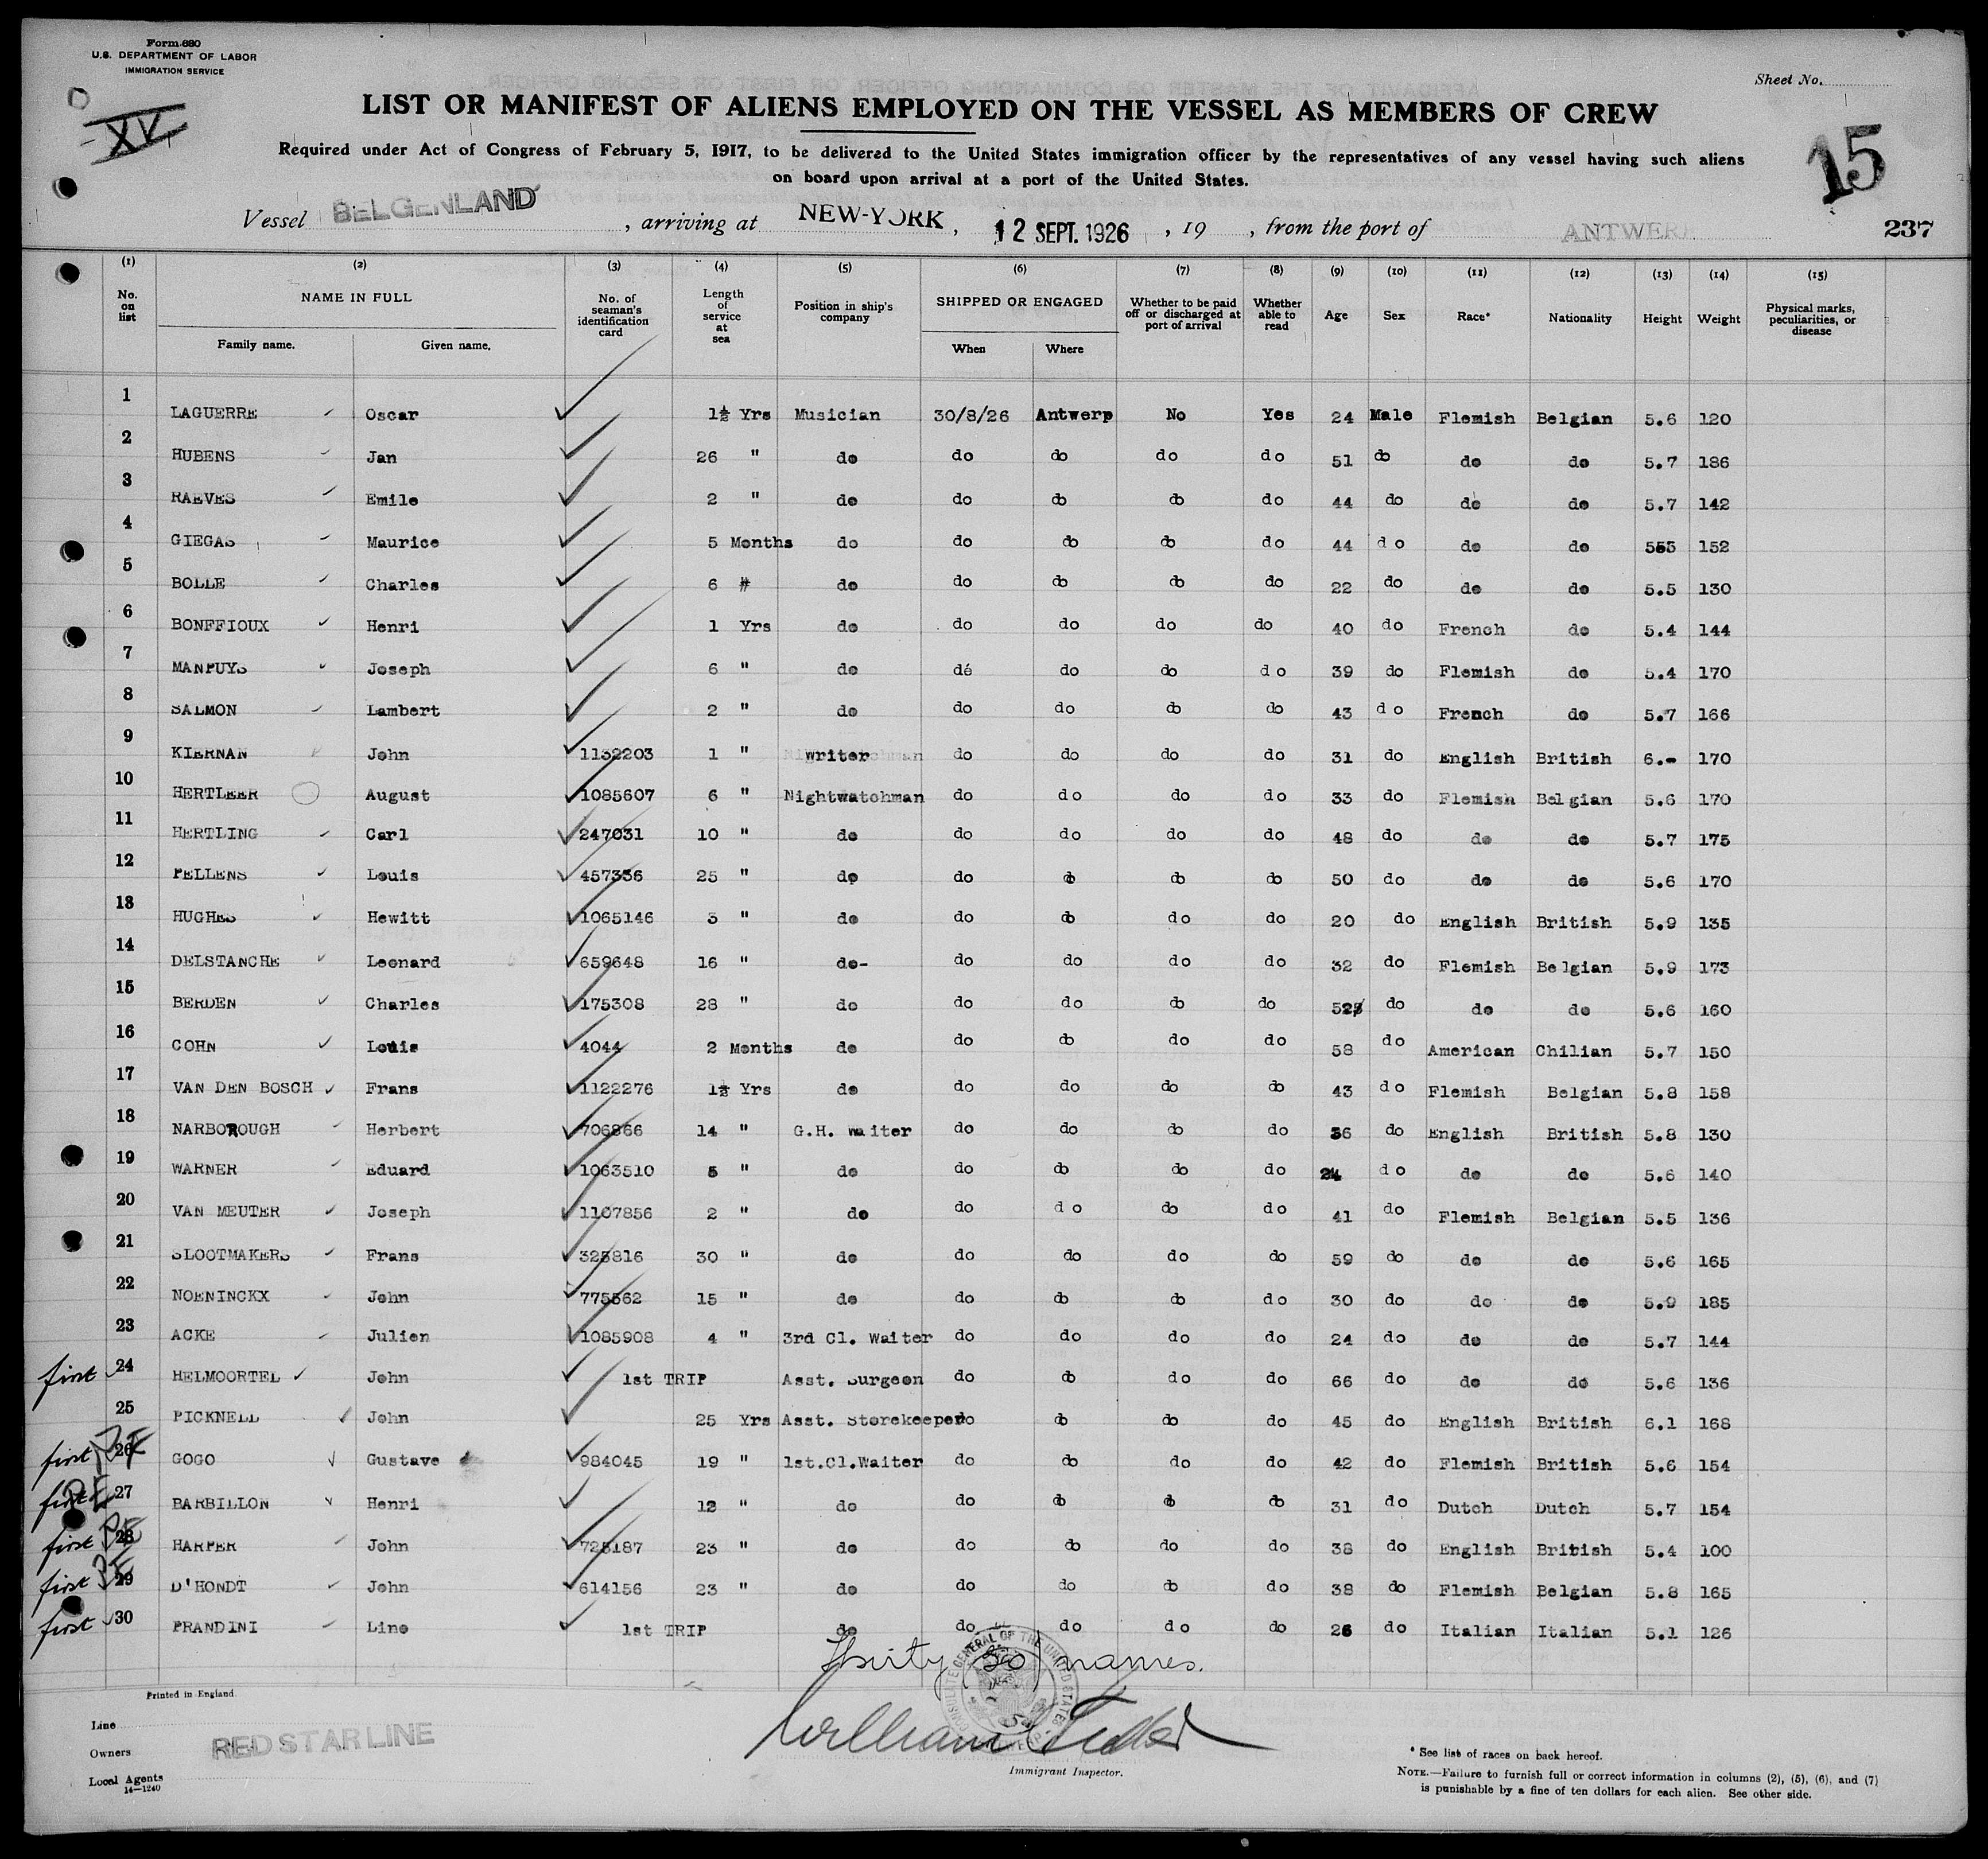 Form 680
U.S. DEPARTMENT OF LABOR
IMMIGRATION SERVICE
Sheet No.
XV
15
LIST OR MANIFEST OF ALIENS EMPLOYED ON THE VESSEL AS MEMBERS OF CREW
Required under Act of Congress of February 5, 1917, to be delivered to the United States immigration officer by the representatives of any vessel having such aliens
on board upon arrival at a port of the United States.
Vessel BELGENLAND , arriving at NEW-YORK , 12 SEPT. 1926 , 19 , from the port of ANTWER 237
(1) (2) (3) (4) (5) (6) (7) (8) (9) (10) (11) (12) (13) (14) (15)
No. on list NAME IN FULL Family name. Given name. No. of seaman's identification card Length of service at sea Position in ship's company SHIPPED OR ENGAGED When Where Whether to be paid off or discharged at port of arrival Whether able to read Age Sex Race* Nationality Height Weight Physical marks, peculiarities, or disease
1 LAGUERRE Oscar 1½ Yrs Musician 30/8/26 Antwerp No Yes 24 Male Flemish Belgian 5.6 120
2 HUBENS Jan 26 " do do do do do 51 do do do 5.7 186
3 RAEVES Emile 2 " do do do do do 44 do do do 5.7 142
4 GIEGAS Maurice 5 Months do do do do do 44 do do do 152
5 BOLLE Charles 6 do do do do do 22 do do do 5.5 130
6 BONFFIOUX Henri 1 Yrs do do do do do 40 do French do 5.4 144
7 MANPUYS Joseph 6 " do dé do do do 39 do Flemish do 5.4 170
8 SALMON Lambert 2 " do do do do do 43 do French do 5.7 166
9 KIERNAN John 1132203 1 " writer do do do do 31 do English British 6.- 170
10 HERTLEER August 1085607 6 " Nightwatchman do do do do 33 do Flemish Belgian 5.6 170
11 HERTLING Carl 247031 10 " do do do do do 48 do do do 5.7 175
12 PELLENS Louis 457336 25 " do do do do do 50 do do do 5.6 170
13 HUGHES Hewitt 1065146 3 " do do do do do 20 do English British 5.9 135
14 DELSTANCHE Leonard 659648 16 " do- do do do do 32 do Flemish Belgian 5.9 173
15 BERDEN Charles 175308 28 " do do do do do do do do 5.6 160
16 COHN Louis 4044 2 Months do do do do do 58 do American Chilian 5.7 150
17 VAN DEN BOSCH Frans 1122276 1½ Yrs do do do do do 43 do Flemish Belgian 5.8 158
18 NARBOROUGH Herbert 706866 14 " G.H. waiter do do do do 36 do English British 5.8 130
19 WARNER Eduard 1063510 5 " do do do do do 24 do do do 5.6 140
20 VAN MEUTER Joseph 1107856 2 " do do do do do 41 do Flemish Belgian 5.5 136
21 SLOOTMAKERS Frans 325816 30 " do do do do do 59 do do do 5.6 165
22 NOENINCKX John 775562 15 " do do do do do 30 do do do 5.9 185
23 ACKE Julien 1085908 4 " 3rd Cl. Waiter do do do do 24 do do do 5.7 144
first 24 HELMOORTEL John 1st TRIP Asst. Surgeon do do do do 66 do do do 5.6 136
25 PICKNELL John 25 Yrs Asst. Storekeeper do do do do 45 do English British 6.1 168
first 26 GOGO Gustave 984045 19 " 1st.Cl.Waiter do do do do 42 do Flemish British 5.6 154
first 27 BARBILLON Henri 12 " do do do do do 31 do Dutch Dutch 5.7 154
first 28 HARPER John 725187 23 " do do do do do 38 do English British 5.4 100
first 29 D'HONDT John 614156 23 " do do do do do 38 do Flemish Belgian 5.8 165
first 30 PRANDINI Lino 1st TRIP do do do do do 26 do Italian Italian 5.1 126
Thirty (30) names.
Printed in England
Line
RED STAR LINE
Owners
Local Agents
14—1240
William
Immigrant Inspector.
* See list of races on back hereof.
NOTE.—Failure to furnish full or correct information in columns (2), (5), (6), and (7)
is punishable by a fine of ten dollars for each alien. See other side.